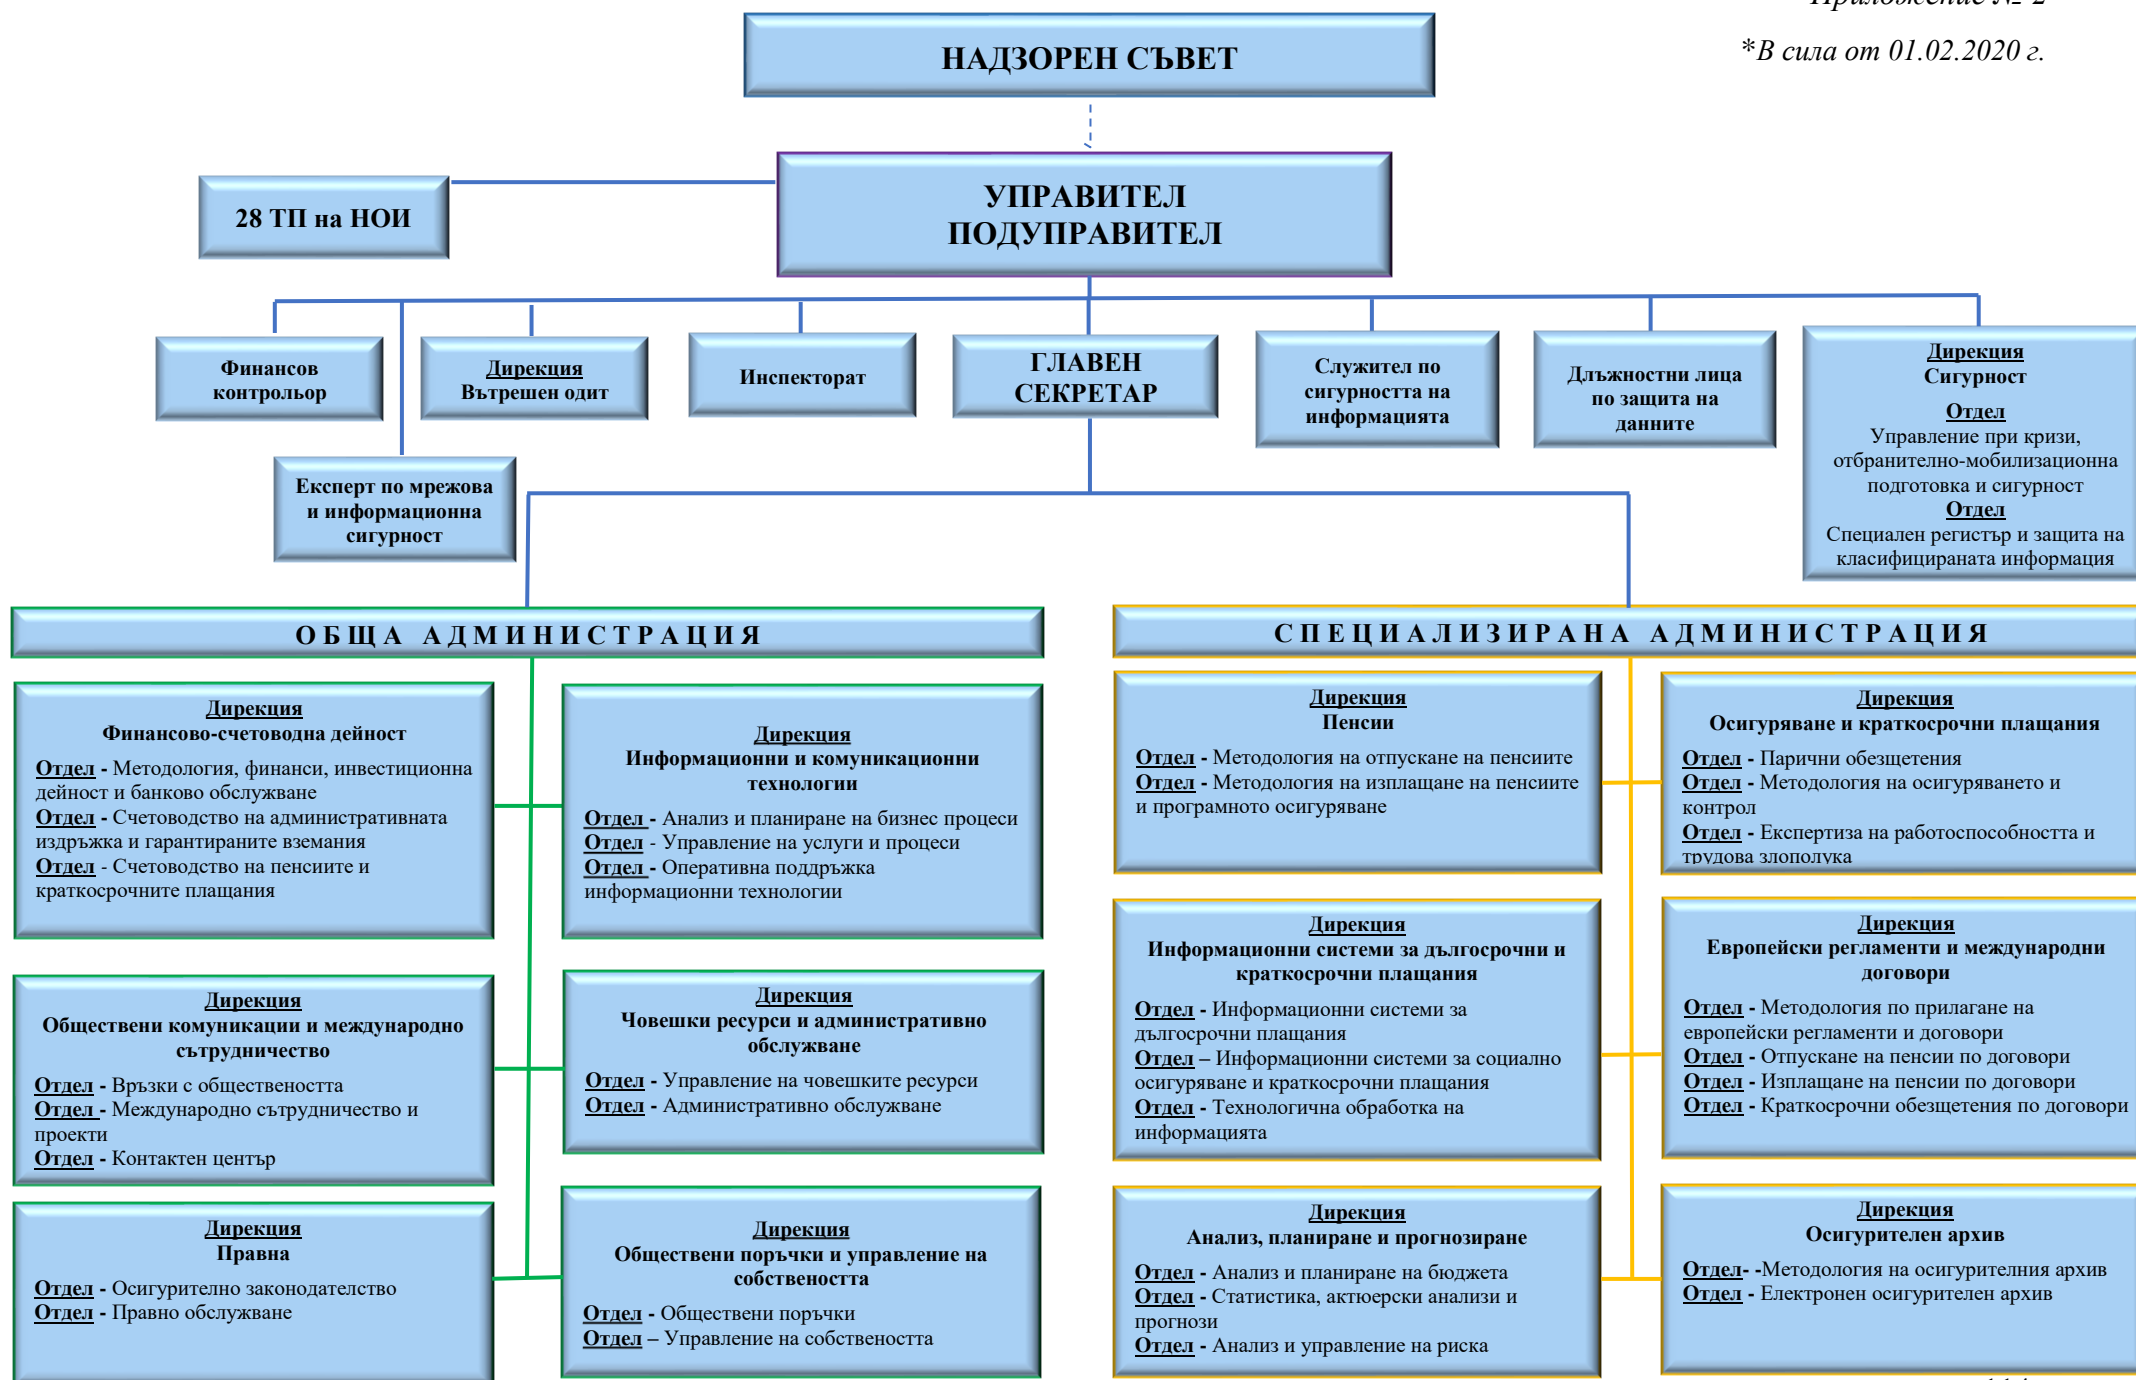 Приложение № 2
*В сила от 01.02.2020 г.
НАДЗОРЕН СЪВЕТ
УПРАВИТЕЛ
ПОДУПРАВИТЕЛ
28 ТП на НОИ
Финансов
контрольор
Дирекция
Вътрешен одит
Инспекторат
ГЛАВЕН
СЕКРЕТАР
Служител по
сигурността на
информацията
Длъжностни лица
по защита на
данните
Дирекция
Сигурност
Отдел
Управление при кризи,
отбранително-мобилизационна
подготовка и сигурност
Отдел
Специален регистър и защита на
класифицираната информация
Експерт по мрежова
и информационна
сигурност
ОБЩА АДМИНИСТРАЦИЯ
СПЕЦИАЛИЗИРАНА АДМИНИСТРАЦИЯ
Дирекция
Финансово-счетоводна дейност
Отдел - Методология, финанси, инвестиционна
дейност и банково обслужване
Отдел - Счетоводство на административната
издръжка и гарантираните вземания
Отдел - Счетоводство на пенсиите и
краткосрочните плащания
Дирекция
Информационни и комуникационни
технологии
Отдел - Анализ и планиране на бизнес процеси
Отдел - Управление на услуги и процеси
Отдел - Оперативна поддръжка
информационни технологии
Дирекция
Пенсии
Отдел - Методология на отпускане на пенсиите
Отдел - Методология на изплащане на пенсиите
и програмното осигуряване
Дирекция
Осигуряване и краткосрочни плащания
Отдел - Парични обезщетения
Отдел - Методология на осигуряването и
контрол
Отдел - Експертиза на работоспособността и
трудова злополука
Дирекция
Обществени комуникации и международно
сътрудничество
Отдел - Връзки с обществеността
Отдел - Международно сътрудничество и
проекти
Отдел - Контактен център
Дирекция
Човешки ресурси и административно
обслужване
Отдел - Управление на човешките ресурси
Отдел - Административно обслужване
Дирекция
Информационни системи за дългосрочни и
краткосрочни плащания
Отдел - Информационни системи за
дългосрочни плащания
Отдел – Информационни системи за социално
осигуряване и краткосрочни плащания
Отдел - Технологична обработка на
информацията
Дирекция
Европейски регламенти и международни
договори
Отдел - Методология по прилагане на
европейски регламенти и договори
Отдел - Отпускане на пенсии по договори
Отдел - Изплащане на пенсии по договори
Отдел - Краткосрочни обезщетения по договори
Дирекция
Правна
Отдел - Осигурително законодателство
Отдел - Правно обслужване
Дирекция
Обществени поръчки и управление на
собствеността
Отдел - Обществени поръчки
Отдел – Управление на собствеността
Дирекция
Анализ, планиране и прогнозиране
Отдел - Анализ и планиране на бюджета
Отдел - Статистика, актюерски анализи и
прогнози
Отдел - Анализ и управление на риска
Дирекция
Осигурителен архив
Отдел- -Методология на осигурителния архив
Отдел - Електронен осигурителен архив